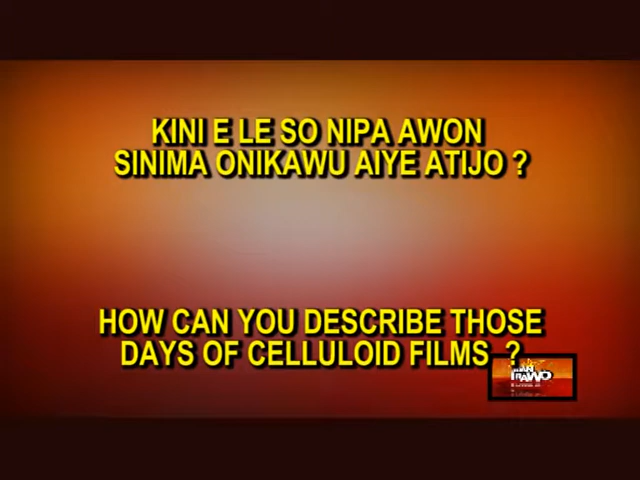 KINI E LE SO NIPA AWON
SINIMA ONIKAWU AIYE ATIJO ?
HOW CAN YOU DESCRIBE THOSE
DAYS OF CELLULOID FILMS ?
IRAWO